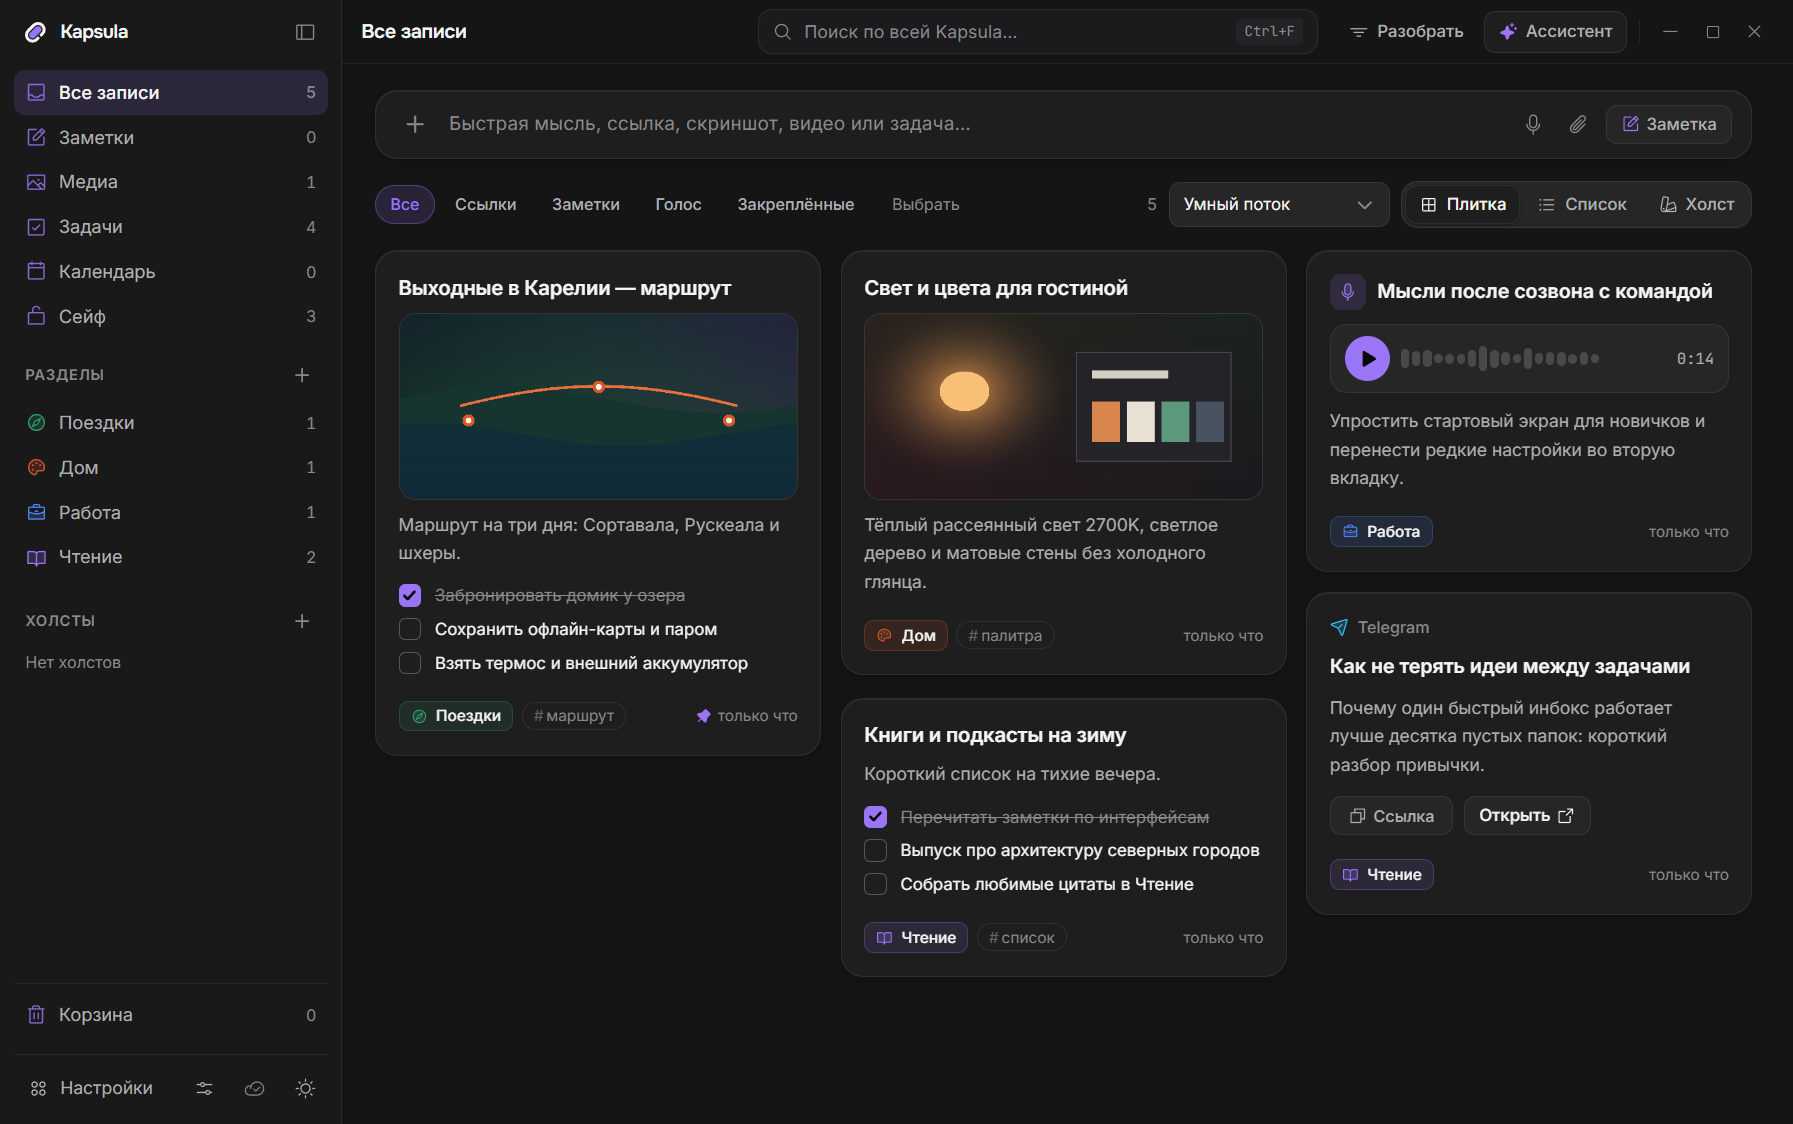 Kapsula
Все записи 5
Заметки 0
Медиа 1
Задачи 4
Календарь 0
Сейф 3
РАЗДЕЛЫ
Поездки 1
Дом 1
Работа 1
Чтение 2
ХОЛСТЫ
Нет холстов
Корзина 0
Настройки
Все записи
Поиск по всей Kapsula... Ctrl+F
Разобрать
Ассистент
Быстрая мысль, ссылка, скриншот, видео или задача...
Заметка
Все Ссылки Заметки Голос Закреплённые Выбрать
5 Умный поток
Плитка Список Холст
Выходные в Карелии — маршрут
Маршрут на три дня: Сортавала, Рускеала и
шхеры.
Забронировать домик у озера
Сохранить офлайн-карты и паром
Взять термос и внешний аккумулятор
Поездки #маршрут только что
Свет и цвета для гостиной
Тёплый рассеянный свет 2700K, светлое
дерево и матовые стены без холодного
глянца.
Дом #палитра только что
Книги и подкасты на зиму
Короткий список на тихие вечера.
Перечитать заметки по интерфейсам
Выпуск про архитектуру северных городов
Собрать любимые цитаты в Чтение
Чтение #список только что
Мысли после созвона с командой
0:14
Упростить стартовый экран для новичков и
перенести редкие настройки во вторую
вкладку.
Работа только что
Telegram
Как не терять идеи между задачами
Почему один быстрый инбокс работает
лучше десятка пустых папок: короткий
разбор привычки.
Ссылка Открыть
Чтение только что